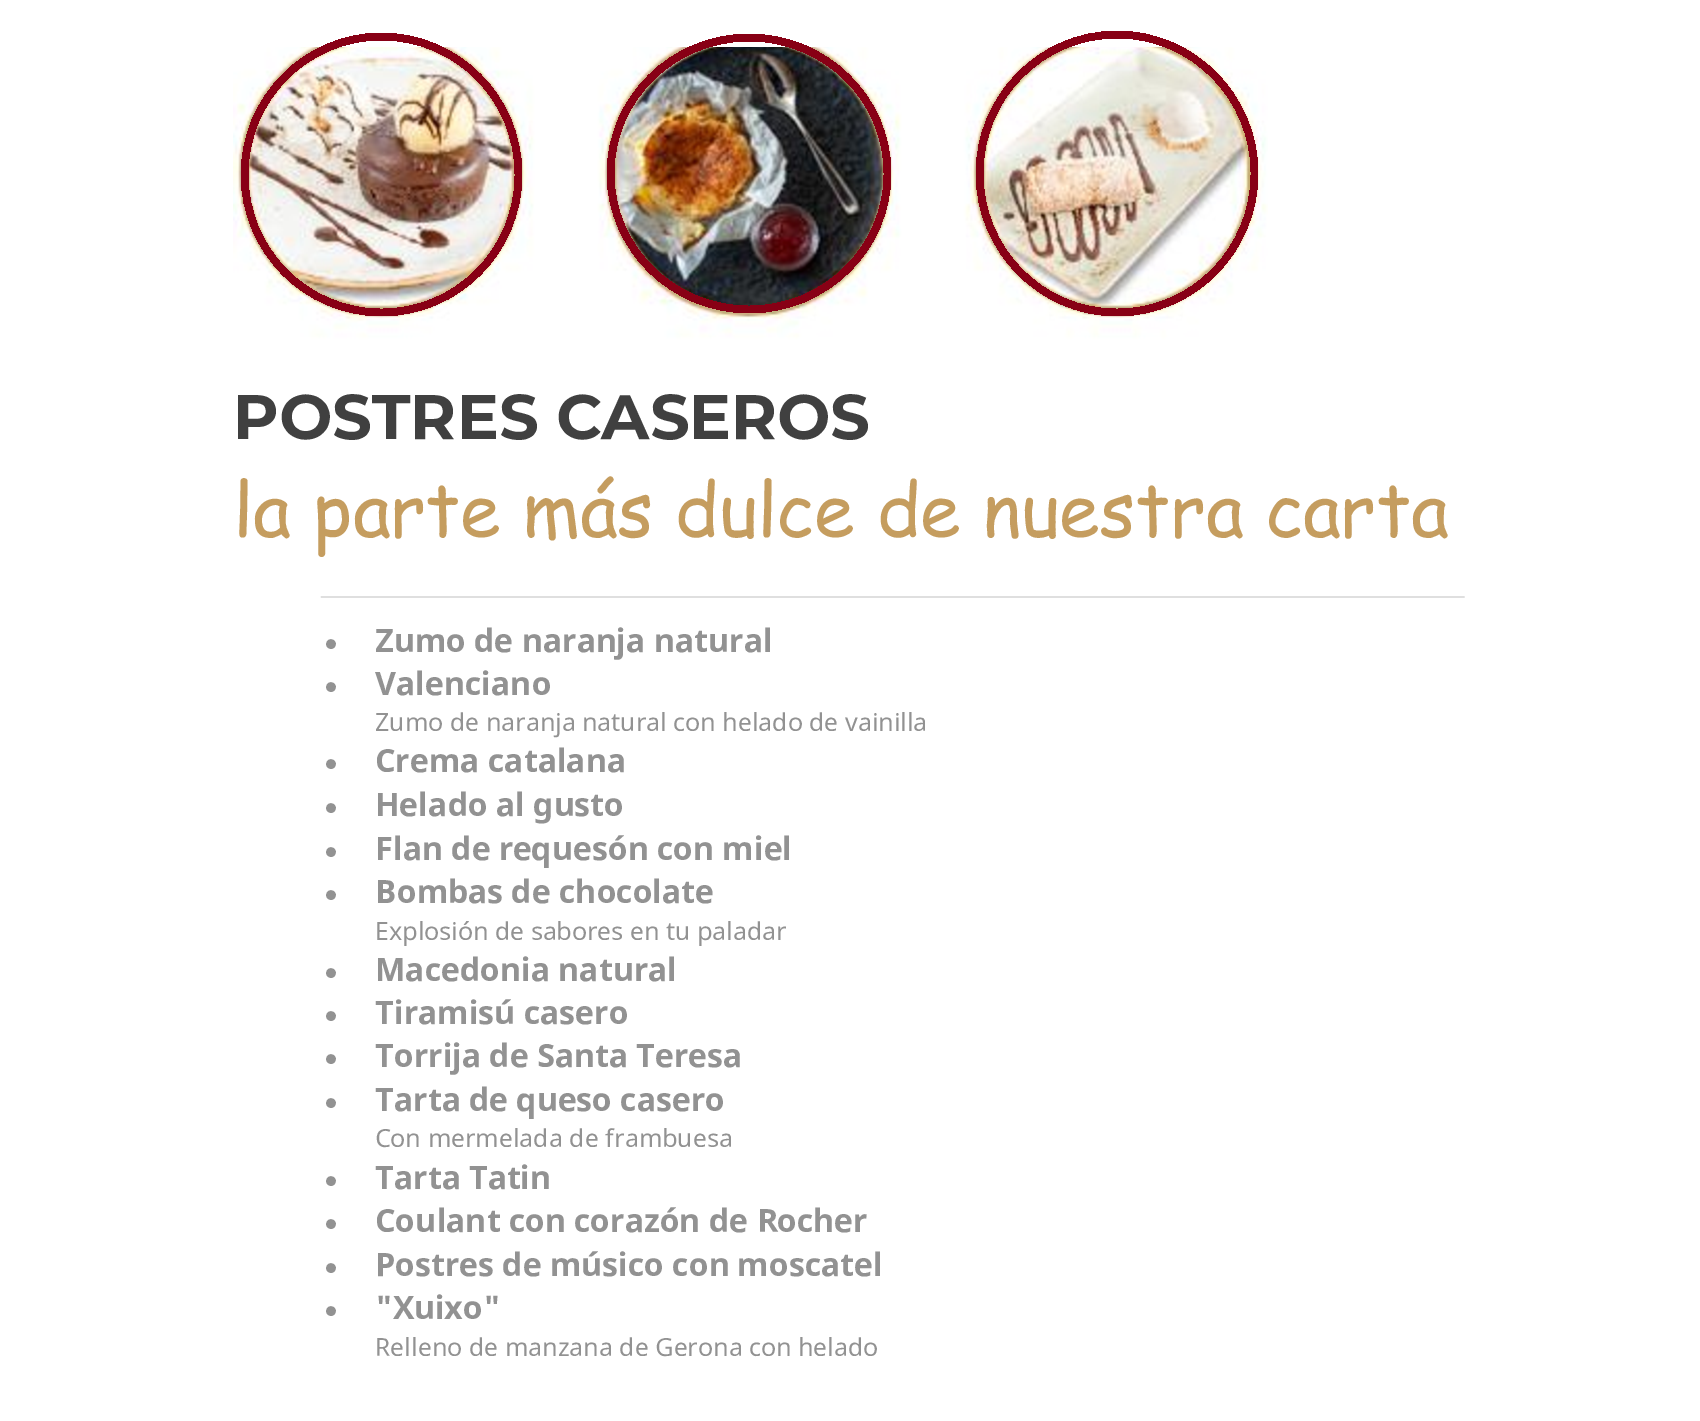 POSTRES CASEROS
la parte más dulce de nuestra carta
• Zumo de naranja natural
• Valenciano
Zumo de naranja natural con helado de vainilla
• Crema catalana
• Helado al gusto
• Flan de requesón con miel
• Bombas de chocolate
Explosión de sabores en tu paladar
• Macedonia natural
• Tiramisú casero
• Torrija de Santa Teresa
• Tarta de queso casero
Con mermelada de frambuesa
• Tarta Tatin
• Coulant con corazón de Rocher
• Postres de músico con moscatel
• "Xuixo"
Relleno de manzana de Gerona con helado